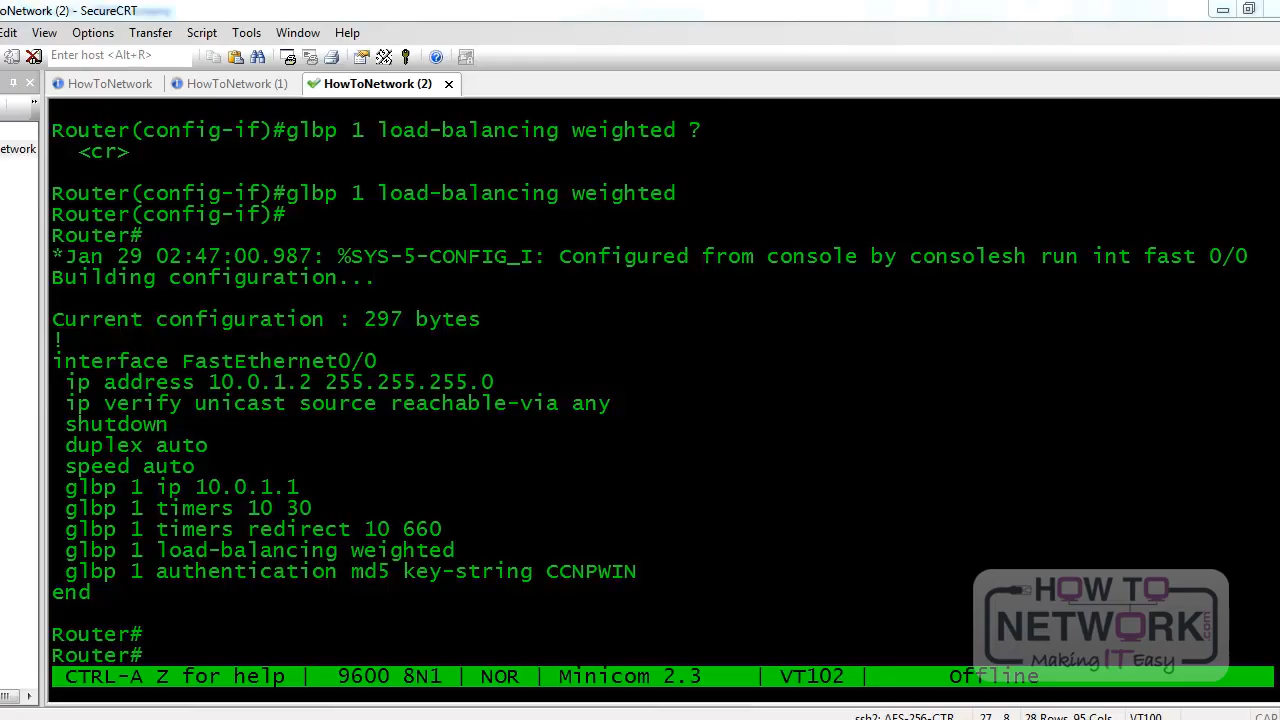 oNetwork (2) - SecureCRT
Edit View Options Transfer Script Tools Window Help
Enter host <Alt+R>
HowToNetwork HowToNetwork (1) HowToNetwork (2)
etwork
Router(config-if)#glbp 1 load-balancing weighted ?
<cr>
Router(config-if)#glbp 1 load-balancing weighted
Router(config-if)#
Router#
*Jan 29 02:47:00.987: %SYS-5-CONFIG_I: Configured from console by consolesh run int fast 0/0
Building configuration...
Current configuration : 297 bytes
!
interface FastEthernet0/0
ip address 10.0.1.2 255.255.255.0
ip verify unicast source reachable-via any
shutdown
duplex auto
speed auto
glbp 1 ip 10.0.1.1
glbp 1 timers 10 30
glbp 1 timers redirect 10 660
glbp 1 load-balancing weighted
glbp 1 authentication md5 key-string CCNPWIN
end
Router#
Router#
CTRL-A Z for help | 9600 8N1 | NOR | Minicom 2.3 | VT102 | Offline
HOW TO
NETWORK.com
Making IT Easy
ssh2: AES-256-CTR 27, 8 28 Rows, 95 Cols VT100